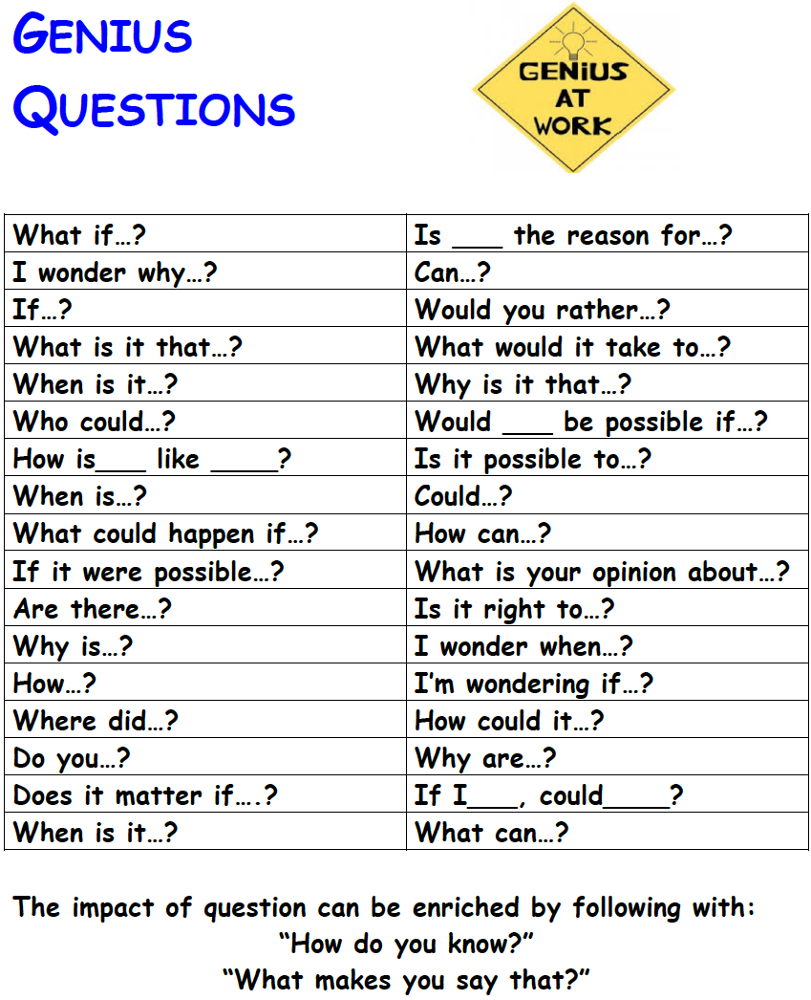 GENIUS
QUESTIONS
GENIUS
AT
WORK
What if…?
Is ___ the reason for…?
I wonder why…?
Can…?
If…?
Would you rather…?
What is it that…?
What would it take to…?
When is it…?
Why is it that…?
Who could…?
Would ___ be possible if…?
How is___ like ____?
Is it possible to…?
When is…?
Could…?
What could happen if…?
How can…?
If it were possible…?
What is your opinion about…?
Are there…?
Is it right to…?
Why is…?
I wonder when…?
How…?
I’m wondering if…?
Where did…?
How could it…?
Do you…?
Why are…?
Does it matter if….?
If I___, could____?
When is it…?
What can…?
The impact of question can be enriched by following with:
“How do you know?”
“What makes you say that?”